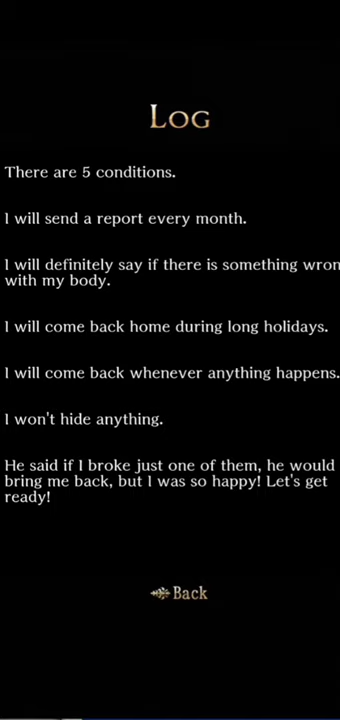 LOG
There are 5 conditions.
I will send a report every month.
I will definitely say if there is something wron
with my body.
I will come back home during long holidays.
I will come back whenever anything happens.
I won't hide anything.
He said if I broke just one of them, he would
bring me back, but I was so happy! Let's get
ready!
Back